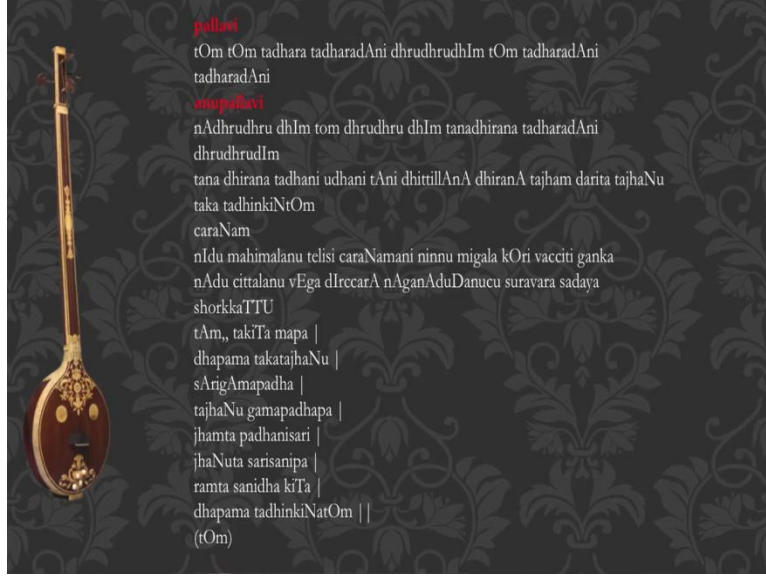 pallavi
tOm tOm tadhara tadharadAni dhrudhrudhIm tOm tadharadAni
tadharadAni
anupallavi
nAdhrudhru dhIm tom dhrudhru dhIm tanadhirana tadharadAni
dhrudhrudIm
tana dhirana tadhani udhani tAni dhittillAnA dhiranA tajham darita tajhaNu
taka tadhinkiNtOm
caraNam
nIdu mahimalanu telisi caraNamani ninnu migala kOri vacciti ganka
nAdu cittalanu vEga dIrccarA nAganAduDanucu suravara sadaya
shorkkaTTU
tAm,, takiTa mapa |
dhapama takatajhaNu |
sArigAmapadha |
tajhaNu gamapadhapa |
jhamta padhanisari |
jhaNuta sarisanipa |
ramta sanidha kiTa |
dhapama tadhinkiNatOm ||
(tOm)